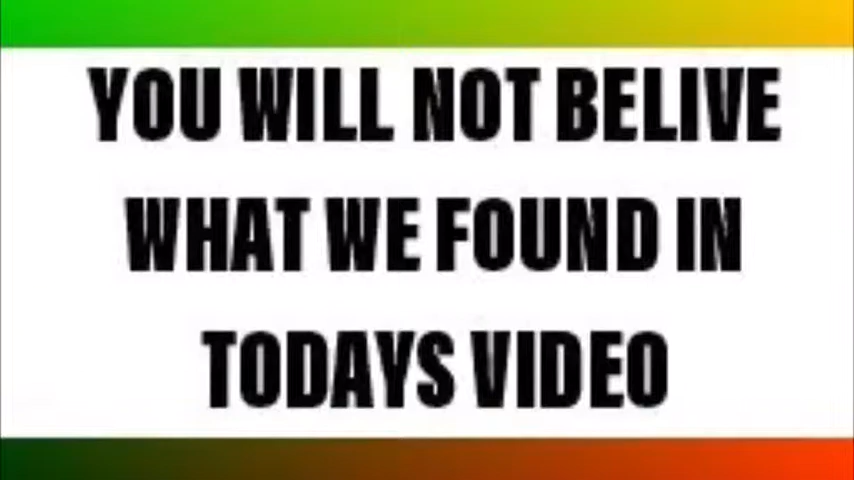 YOU WILL NOT BELIVE
WHAT WE FOUND IN
TODAYS VIDEO